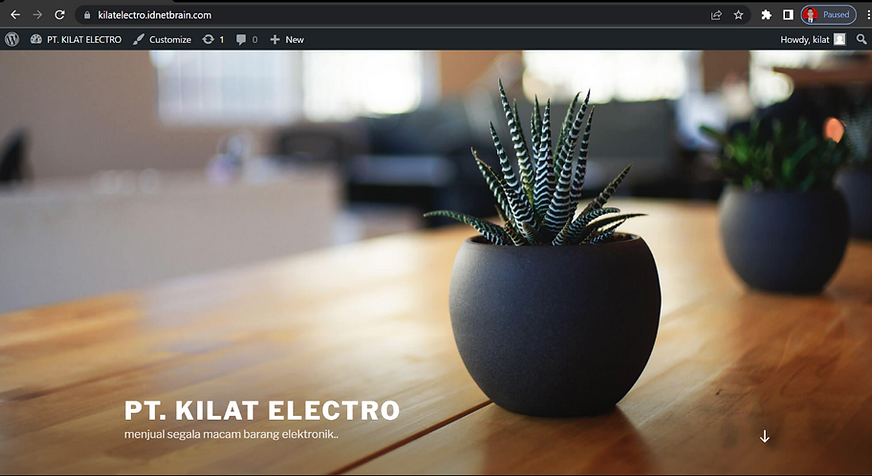 kilatelectro.idnetbrain.com
Paused
PT. KILAT ELECTRO Customize 1 0 New Howdy, kilat
PT. KILAT ELECTRO
menjual segala macam barang elektronik..